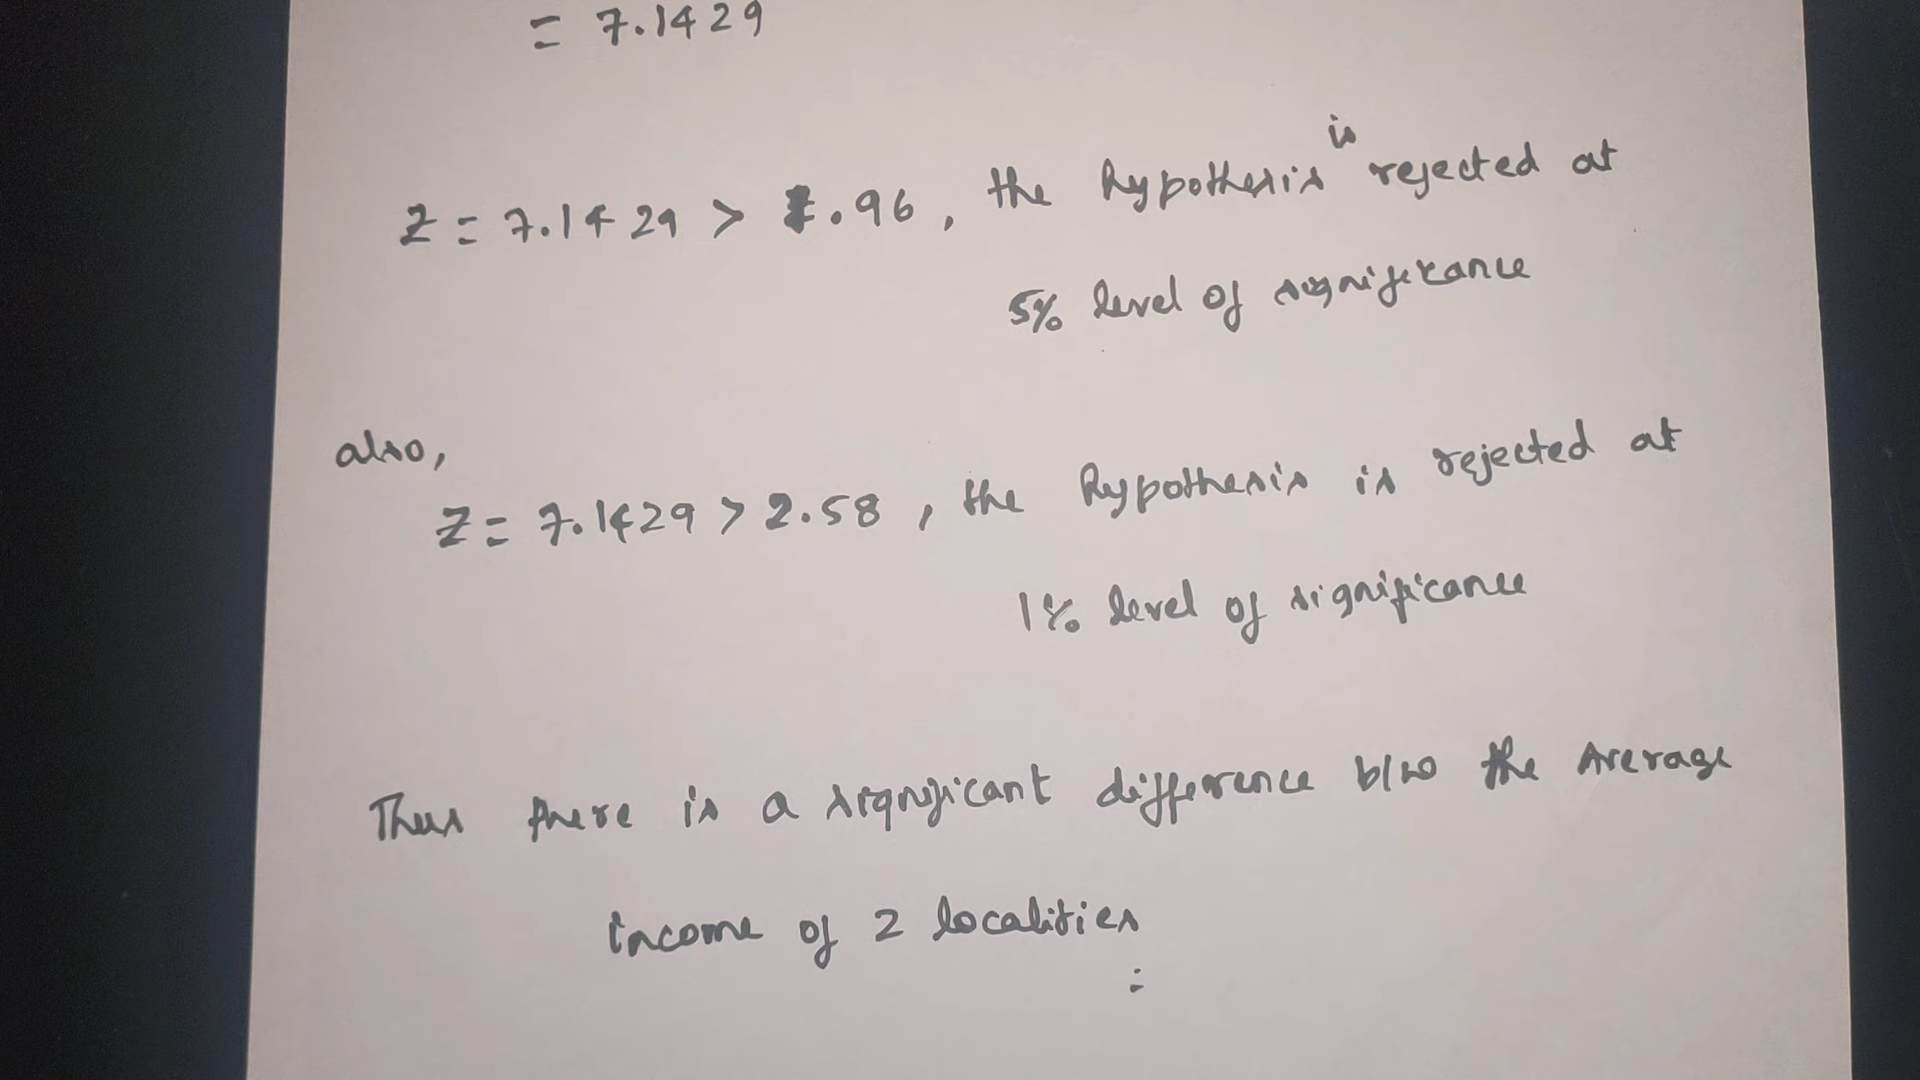 = 7.1429
Z = 7.1429 > 1.96, the hypothesis is rejected at
5% level of significance
also,
Z = 7.1429 > 2.58, the hypothesis is rejected at
1% level of significance
Thus there is a significant difference b/w the Average
income of 2 localities